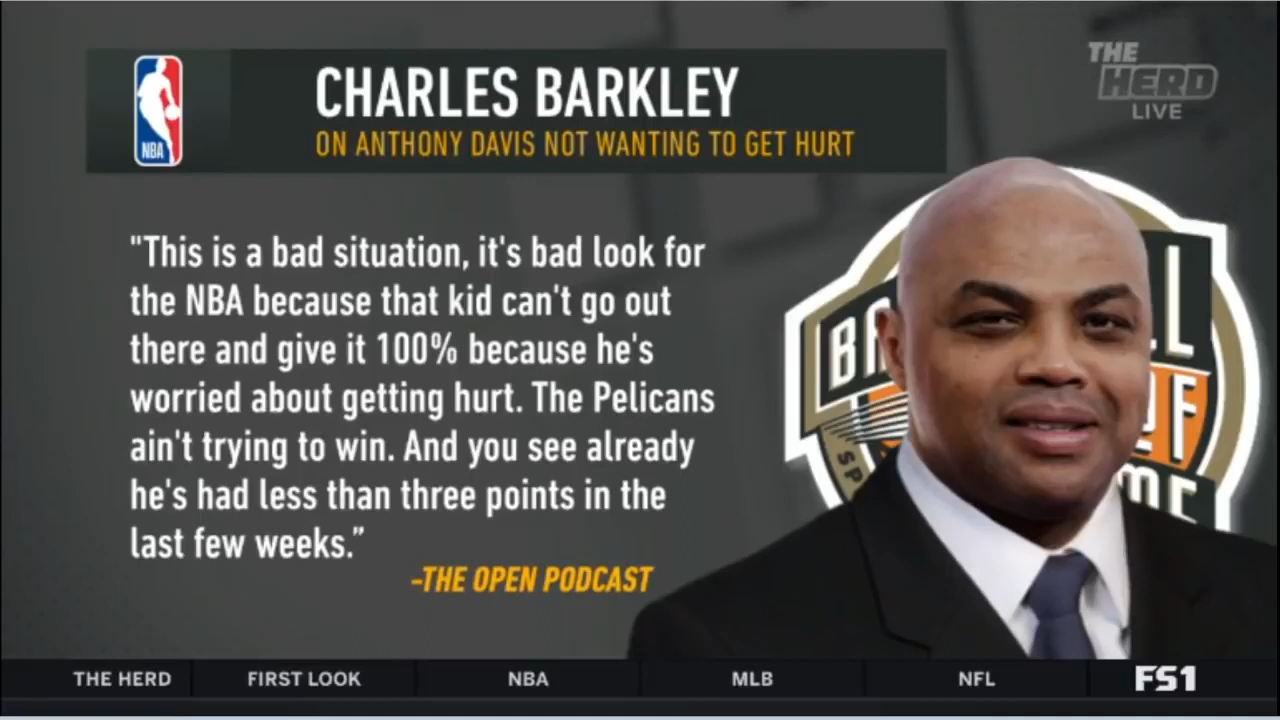 THE
HERD
LIVE
NBA
CHARLES BARKLEY
ON ANTHONY DAVIS NOT WANTING TO GET HURT
"This is a bad situation, it's bad look for
the NBA because that kid can't go out
there and give it 100% because he's
worried about getting hurt. The Pelicans
ain't trying to win. And you see already
he's had less than three points in the
last few weeks.”
-THE OPEN PODCAST
THE HERD FIRST LOOK NBA MLB NFL FS1